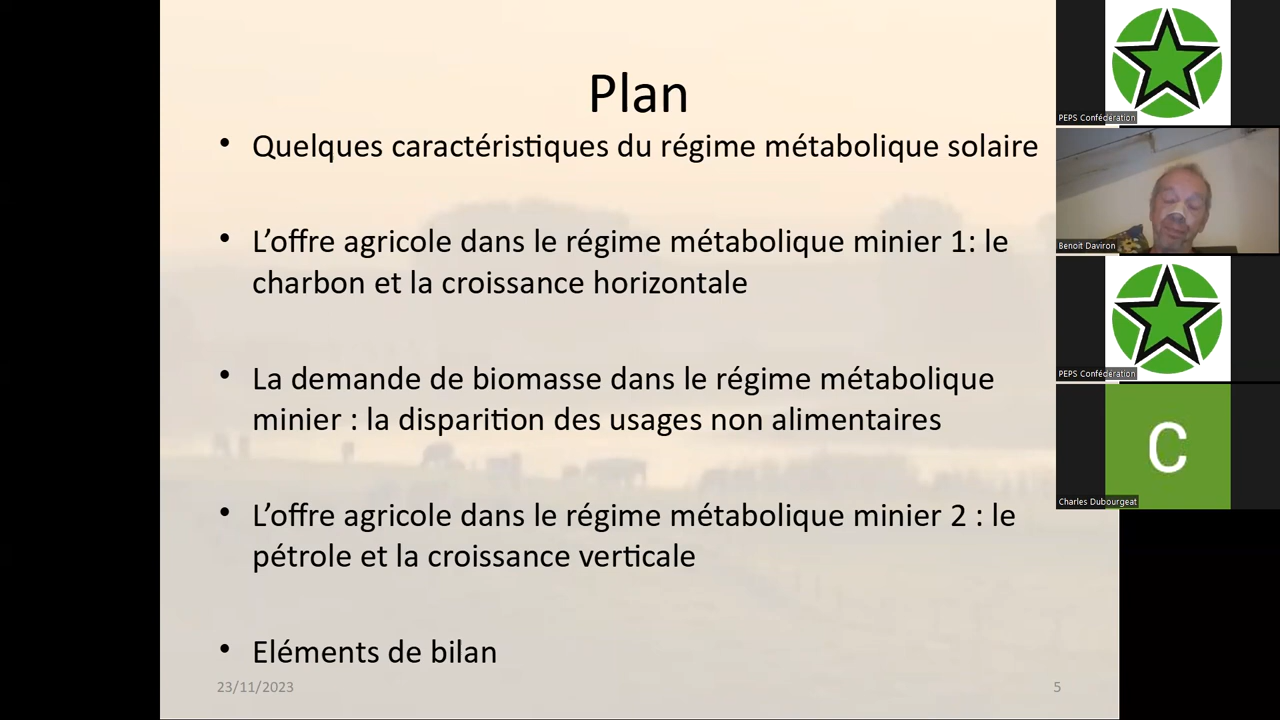 Plan
• Quelques caractéristiques du régime métabolique solaire
• L’offre agricole dans le régime métabolique minier 1: le
charbon et la croissance horizontale
• La demande de biomasse dans le régime métabolique
minier : la disparition des usages non alimentaires
• L’offre agricole dans le régime métabolique minier 2 : le
pétrole et la croissance verticale
• Eléments de bilan
23/11/2023
5
PEPS Confédération
Benoit Daviron
PEPS Confédération
C
Charles Dubourgeat